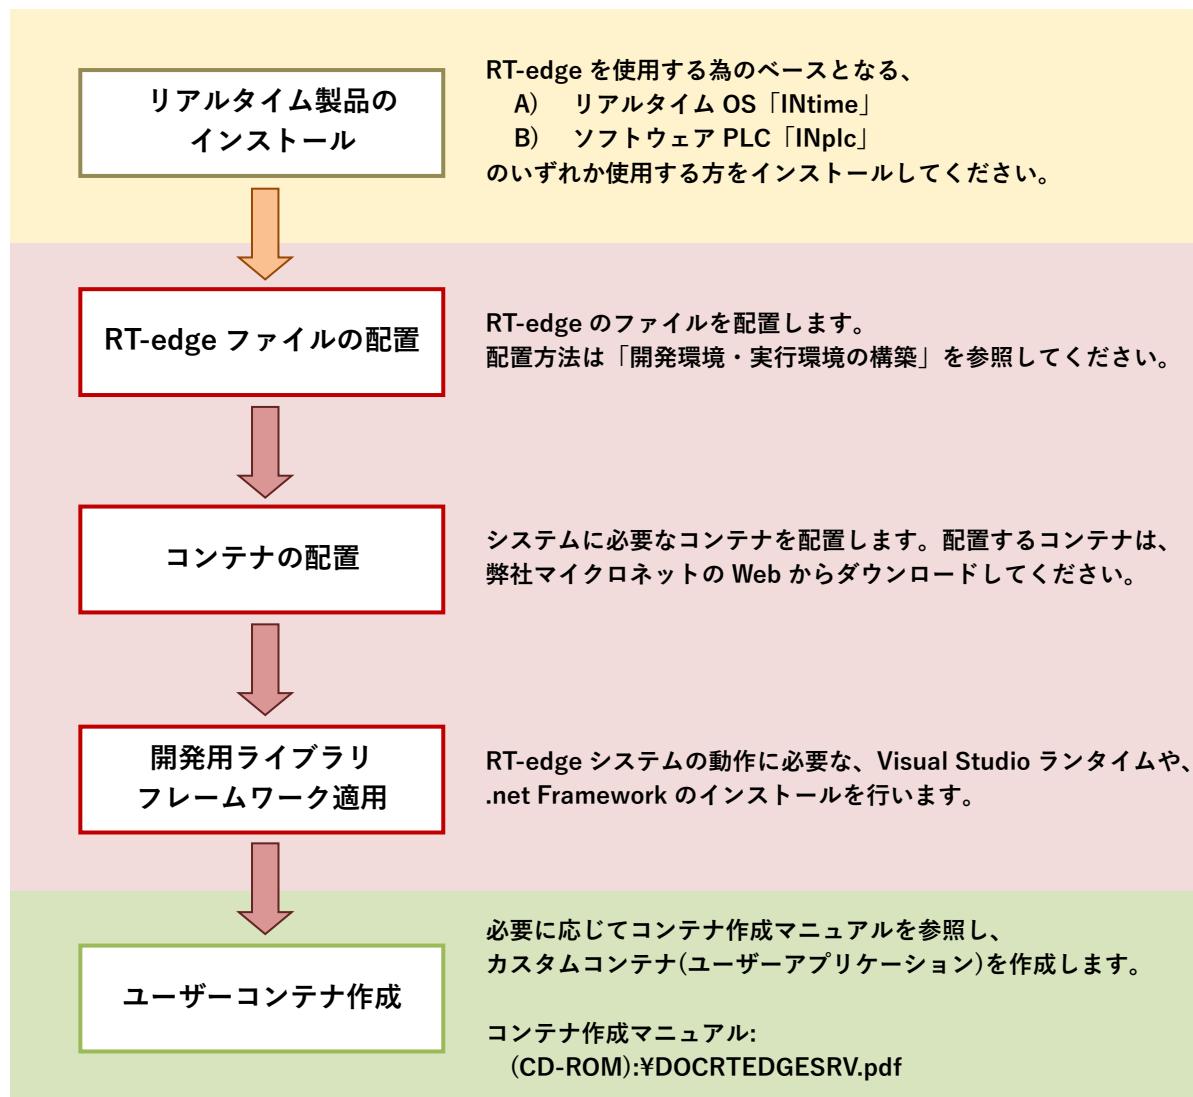 リアルタイム製品の
インストール
RT-edge を使用する為のベースとなる、
A) リアルタイム OS「INtime」
B) ソフトウェア PLC「INplc」
のいずれか使用する方をインストールしてください。
RT-edge ファイルの配置
RT-edge のファイルを配置します。
配置方法は「開発環境・実行環境の構築」を参照してください。
コンテナの配置
システムに必要なコンテナを配置します。配置するコンテナは、
弊社マイクロネットの Web からダウンロードしてください。
開発用ライブラリ
フレームワーク適用
RT-edge システムの動作に必要な、Visual Studio ランタイムや、
.net Framework のインストールを行います。
ユーザーコンテナ作成
必要に応じてコンテナ作成マニュアルを参照し、
カスタムコンテナ(ユーザーアプリケーション)を作成します。
コンテナ作成マニュアル:
(CD-ROM):¥DOCRTEDGESRV.pdf